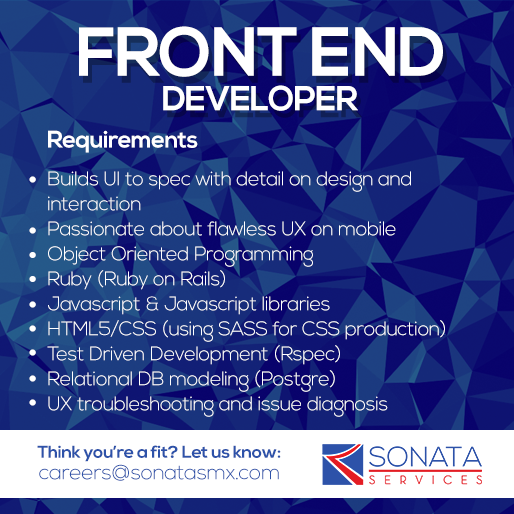 FRONT END
DEVELOPER
Requirements
• Builds UI to spec with detail on design and
interaction
• Passionate about flawless UX on mobile
• Object Oriented Programming
• Ruby (Ruby on Rails)
• Javascript & Javascript libraries
• HTML5/CSS (using SASS for CSS production)
• Test Driven Development (Rspec)
• Relational DB modeling (Postgre)
• UX troubleshooting and issue diagnosis
Think you're a fit? Let us know:
careers@sonatasmx.com
SONATA
SERVICES